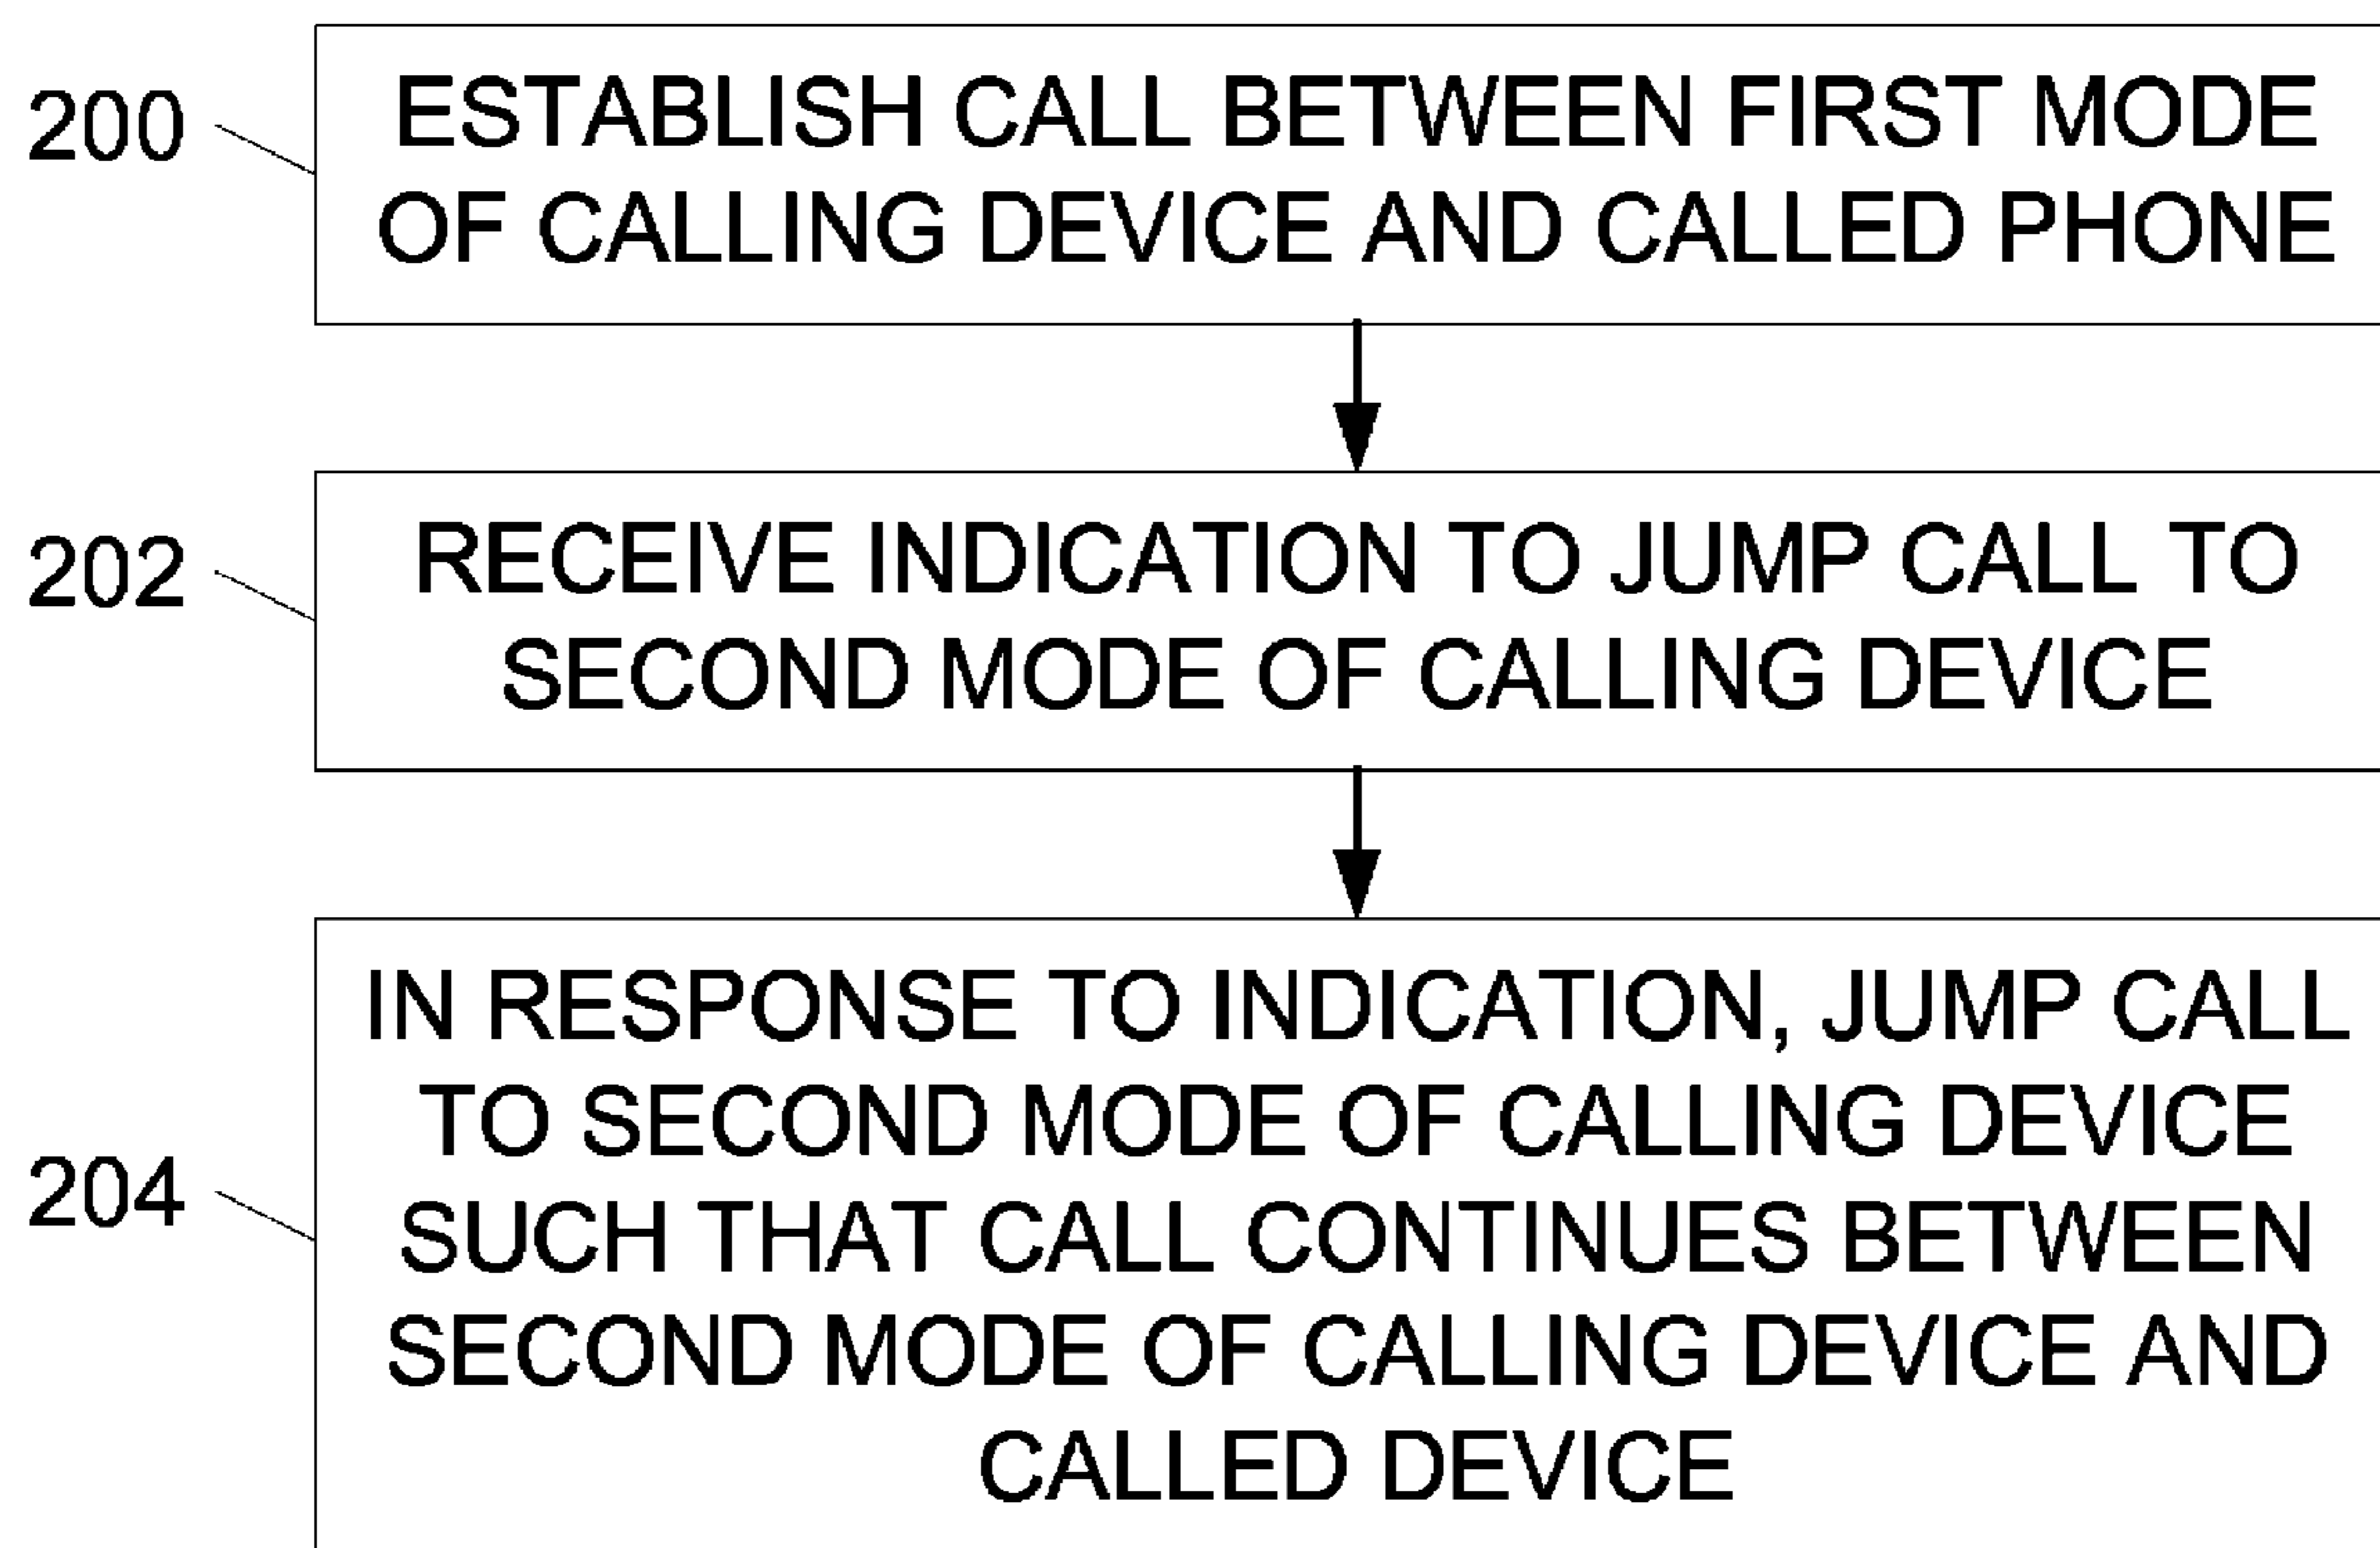 200
ESTABLISH CALL BETWEEN FIRST MODE
OF CALLING DEVICE AND CALLED PHONE
202
RECEIVE INDICATION TO JUMP CALL TO
SECOND MODE OF CALLING DEVICE
204
IN RESPONSE TO INDICATION, JUMP CALL
TO SECOND MODE OF CALLING DEVICE
SUCH THAT CALL CONTINUES BETWEEN
SECOND MODE OF CALLING DEVICE AND
CALLED DEVICE